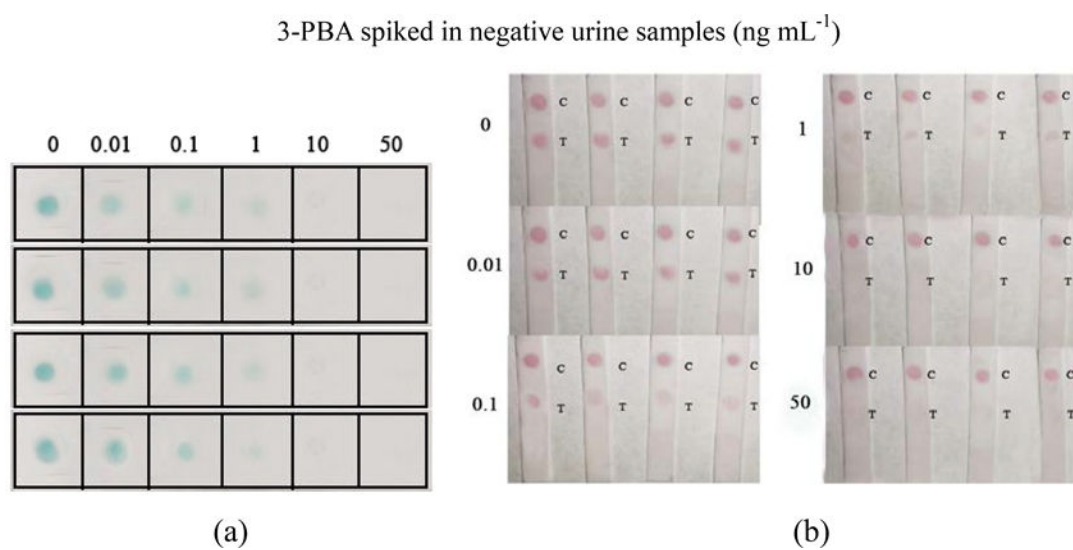 3-PBA spiked in negative urine samples (ng mL⁻¹)
0 0.01 0.1 1 10 50
0
C C C C
T T T T
0.01
C C C C
T T T T
0.1
C C C C
T T T T
1
C C C C
T T T T
10
C C C C
T T T T
50
C C C C
T T T T
(a)
(b)